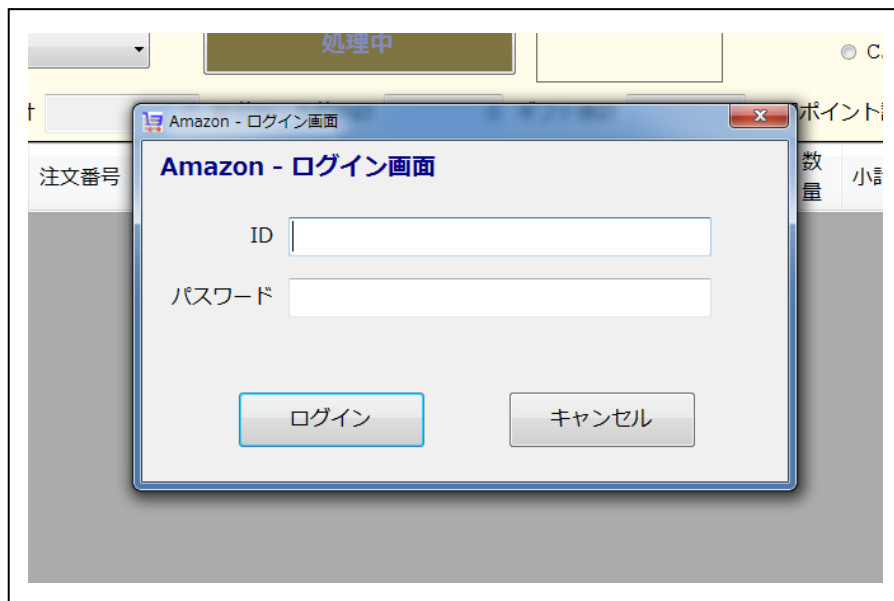 処理中
C
Amazon - ログイン画面
ポイント
Amazon - ログイン画面
注文番号
数量
小計
ID
パスワード
ログイン
キャンセル